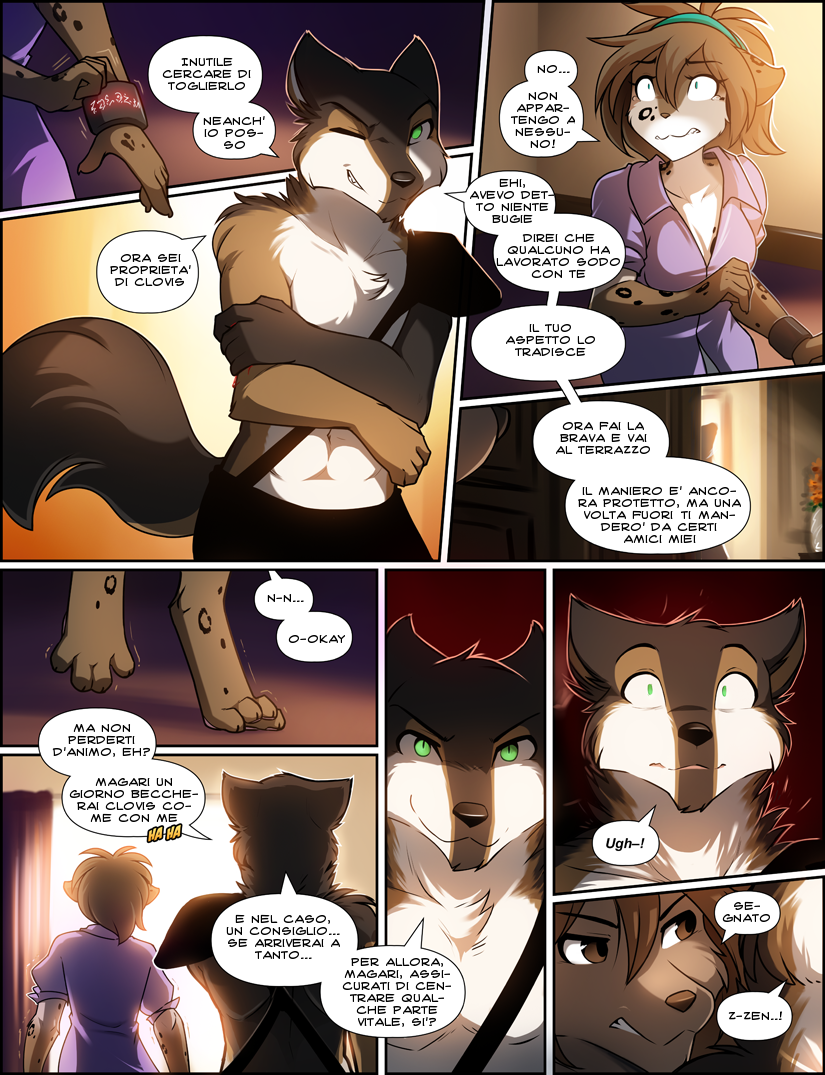 INUTILE
CERCARE DI
TOGLIERLO
NEANCH'
IO POS-
SO
ORA SEI
PROPRIETA'
DI CLOVIS
NO...
NON
APPAR-
TENGO A
NESSU-
NO!
EHI,
AVEVO DET-
TO NIENTE
BUGIE
DIREI CHE
QUALCUNO HA
LAVORATO SODO
CON TE
IL TUO
ASPETTO LO
TRADISCE
ORA FAI LA
BRAVA E VAI
AL TERRAZZO
IL MANIERO E' ANCO-
RA PROTETTO, MA UNA
VOLTA FUORI TI MAN-
DERO' DA CERTI
AMICI MIEI
N-N...
O-OKAY
MA NON
PERDERTI
D'ANIMO, EH?
MAGARI UN
GIORNO BECCHE-
RAI CLOVIS CO-
ME CON ME
HA HA
E NEL CASO,
UN CONSIGLIO...
SE ARRIVERAI A
TANTO...
PER ALLORA,
MAGARI, ASSI-
CURATI DI CEN-
TRARE QUAL-
CHE PARTE
VITALE, SI'?
Ugh–!
SE-
GNATO
Z-ZEN..!